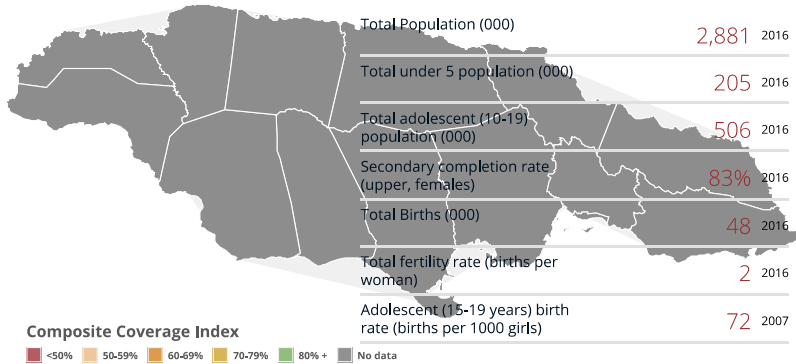 Total Population (000) 2,881 2016
Total under 5 population (000) 205 2016
Total adolescent (10-19)
population (000) 506 2016
Secondary completion rate
(upper, females) 83% 2016
Total Births (000) 48 2016
Total fertility rate (births per
woman) 2 2016
Adolescent (15-19 years) birth
rate (births per 1000 girls) 72 2007
Composite Coverage Index
<50% 50-59% 60-69% 70-79% 80% + No data